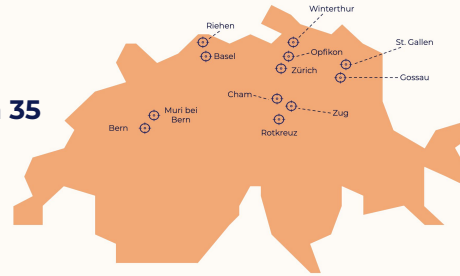 Winterthur
Riehen
St. Gallen
Opfikon
Basel
Zürich
Gossau
35
Cham
Muri bei
Bern
Zug
Bern
Rotkreuz